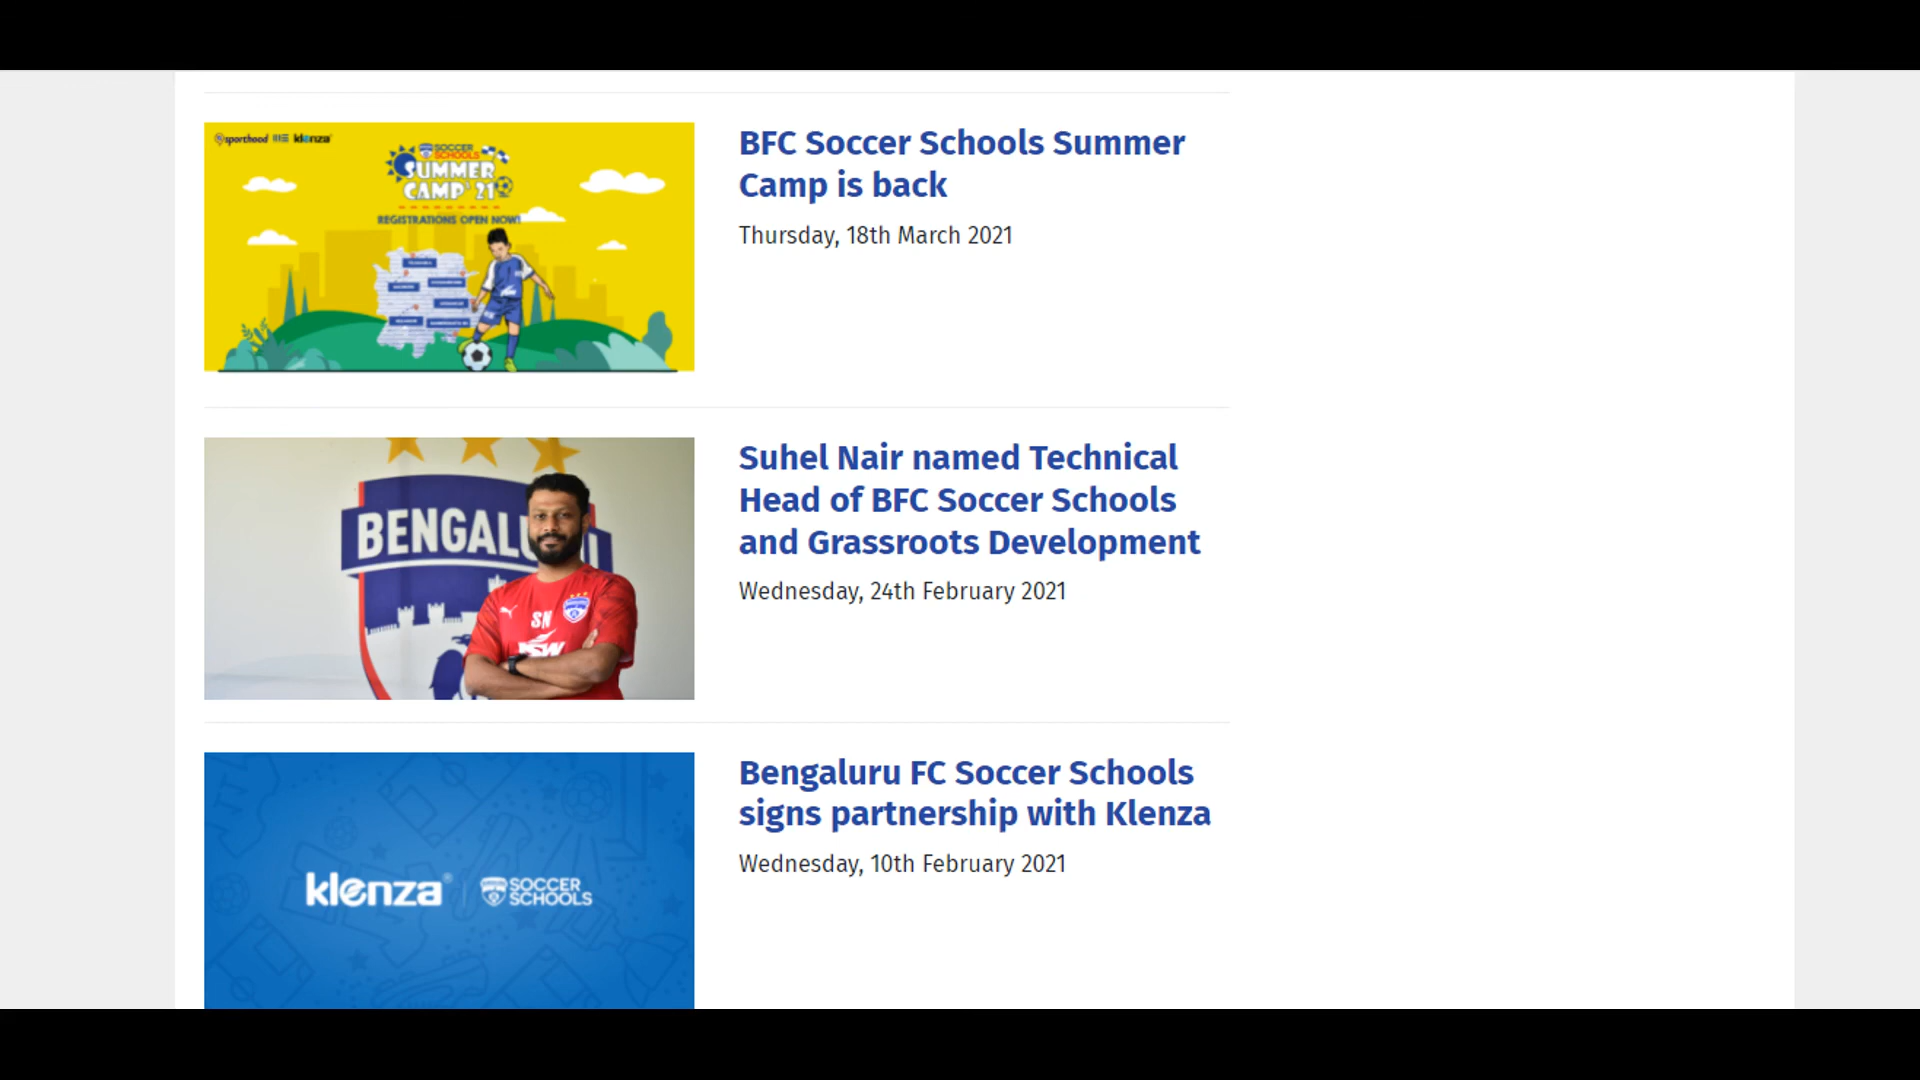 sporthood klenza
SOCCER
SCHOOLS
SUMMER
CAMP' 21
REGISTRATIONS OPEN NOW!
BFC Soccer Schools Summer
Camp is back
Thursday, 18th March 2021
BENGALU
SN
JSW
Suhel Nair named Technical
Head of BFC Soccer Schools
and Grassroots Development
Wednesday, 24th February 2021
klenza®
SOCCER
SCHOOLS
Bengaluru FC Soccer Schools
signs partnership with Klenza
Wednesday, 10th February 2021